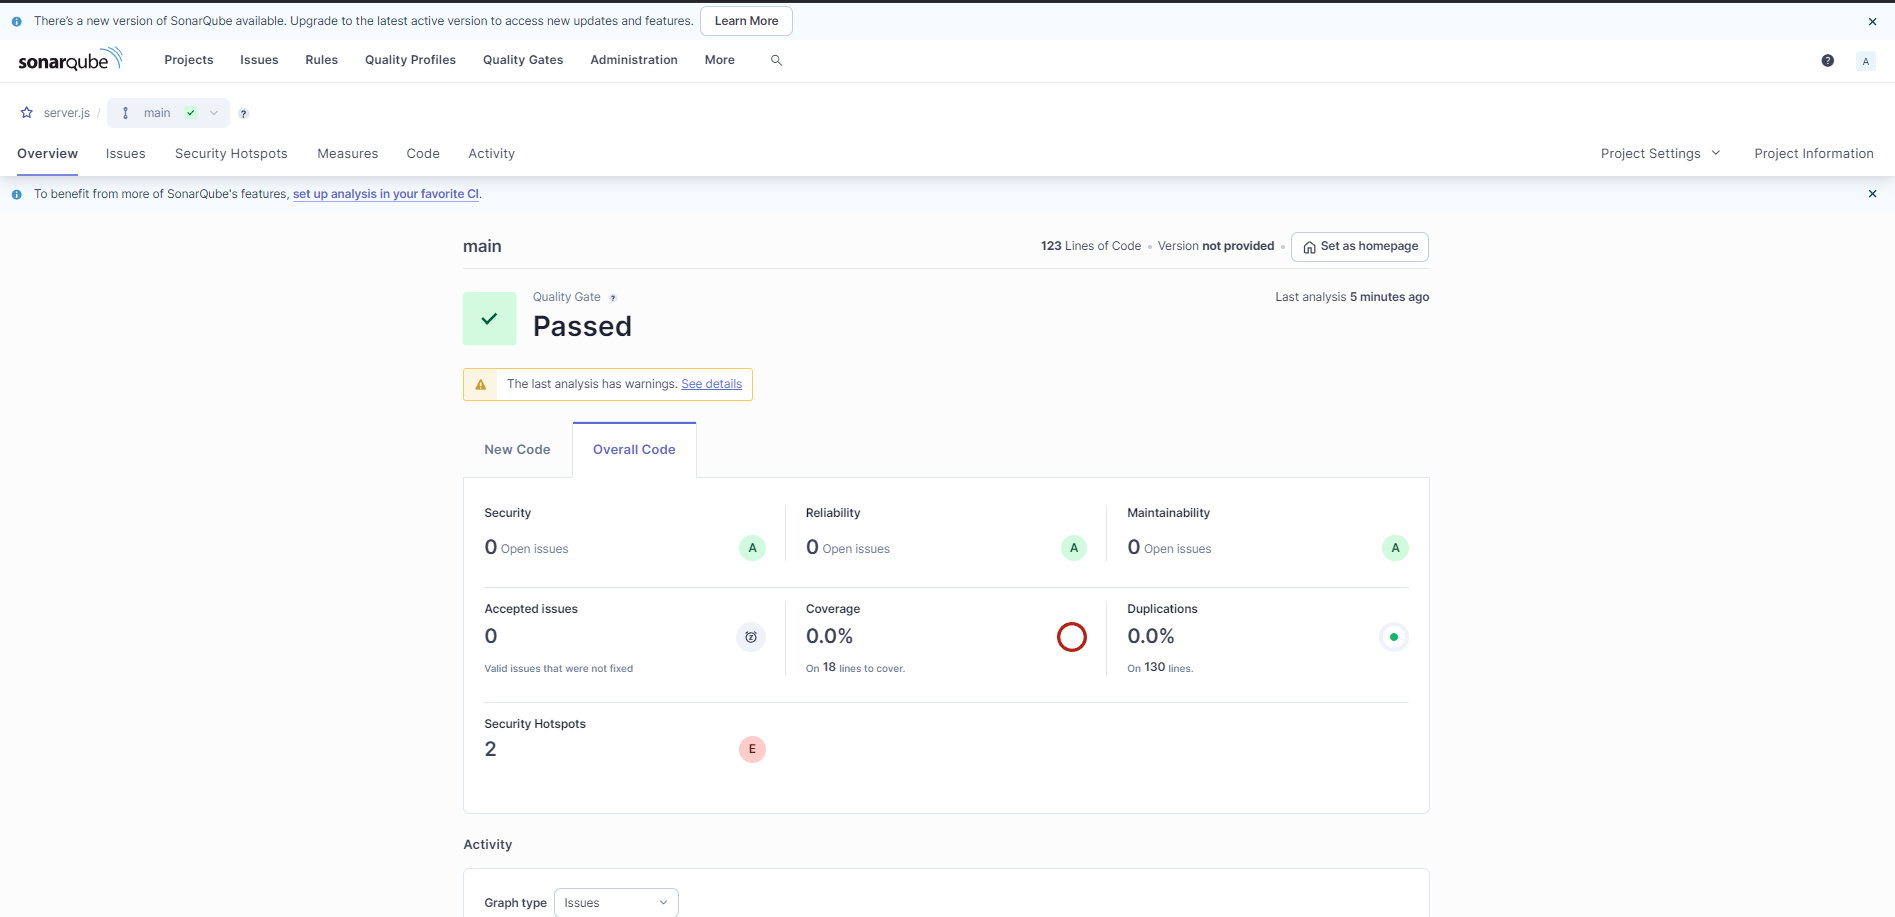 There's a new version of SonarQube available. Upgrade to the latest active version to access new updates and features. Learn More
sonarqube Projects Issues Rules Quality Profiles Quality Gates Administration More A
server.js / main
Overview Issues Security Hotspots Measures Code Activity Project Settings Project Information
To benefit from more of SonarQube's features, set up analysis in your favorite CI.
main 123 Lines of Code • Version not provided • Set as homepage
Quality Gate Last analysis 5 minutes ago
Passed
The last analysis has warnings. See details
New Code Overall Code
Security Reliability Maintainability
0 Open issues A 0 Open issues A 0 Open issues A
Accepted issues Coverage Duplications
0 0.0% 0.0%
Valid issues that were not fixed On 18 lines to cover. On 130 lines.
Security Hotspots
2 E
Activity
Graph type Issues